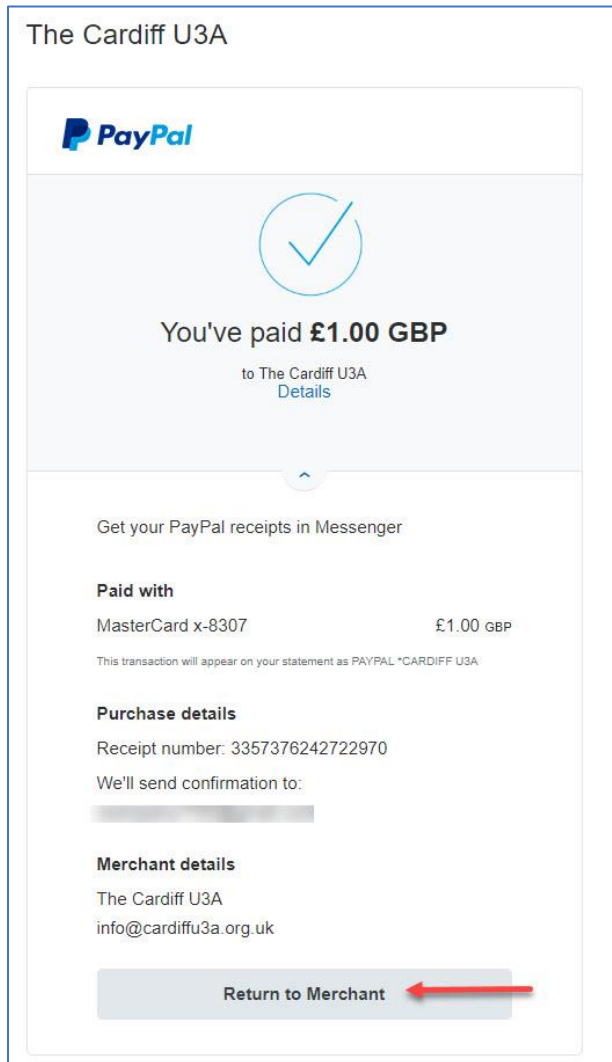 The Cardiff U3A
PayPal
You've paid £1.00 GBP
to The Cardiff U3A
Details
Get your PayPal receipts in Messenger
Paid with
MasterCard x-8307 £1.00 GBP
This transaction will appear on your statement as PAYPAL *CARDIFF U3A
Purchase details
Receipt number: 3357376242722970
We'll send confirmation to:
Merchant details
The Cardiff U3A
info@cardiffu3a.org.uk
Return to Merchant